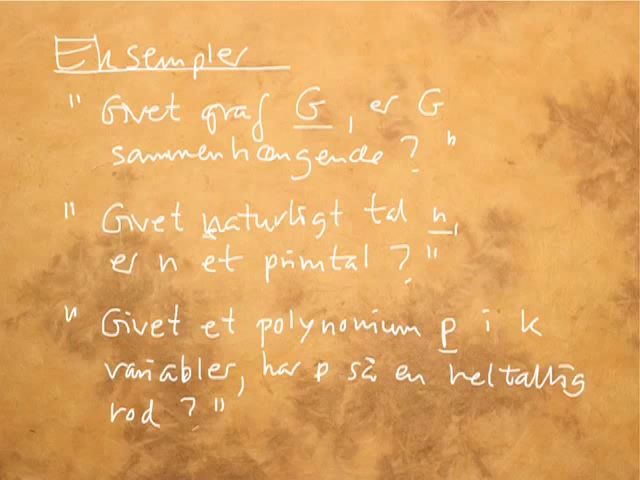 Eksempler
"Givet graf G, er G
sammenhængende?"
"Givet naturligt tal n,
er n et primtal?"
"Givet et polynomium p i k
variabler, har p så en heltallig
rod?"